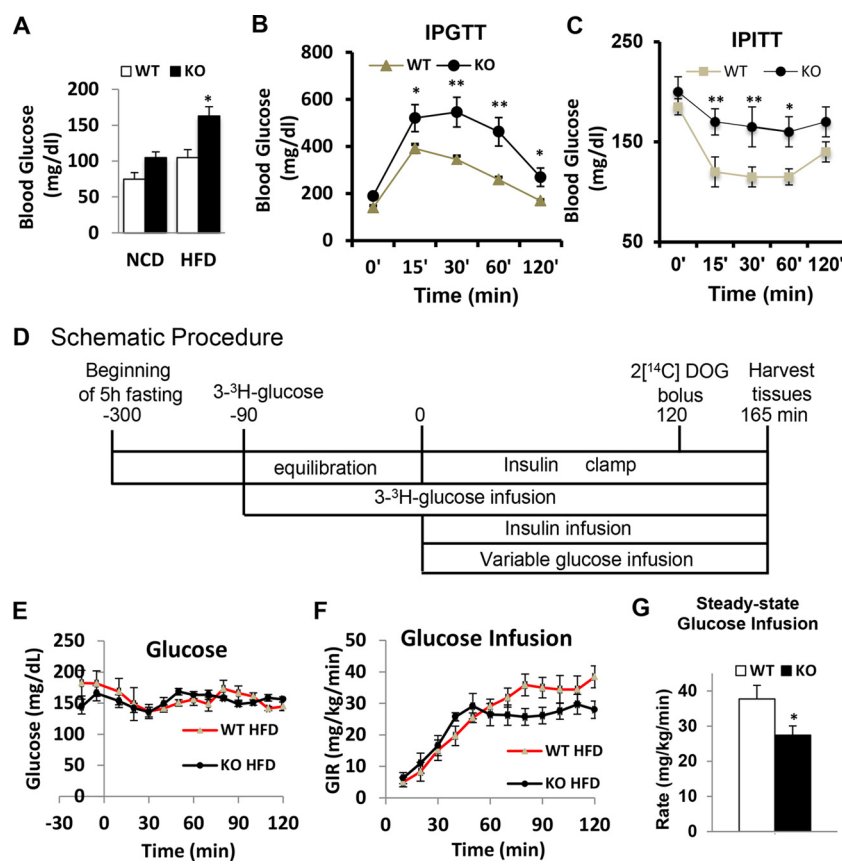 A
WT KO
Blood Glucose
(mg/dl)
200
150
100
50
0
*
NCD HFD
B
IPGTT
WT KO
Blood Glucose
(mg/dl)
800
600
400
200
0
* ** ** *
0' 15' 30' 60' 120'
Time (min)
C
IPITT
WT KO
Blood Glucose
(mg/dl)
250
150
50
** ** *
0' 15' 30' 60' 120'
Time (min)
D Schematic Procedure
Beginning
of 5h fasting
-300
3-³H-glucose
-90
0
2[¹⁴C] DOG
bolus
120
Harvest
tissues
165 min
equilibration
Insulin clamp
3-³H-glucose infusion
Insulin infusion
Variable glucose infusion
E
Glucose
Glucose (mg/dL)
250
200
150
100
50
0
WT HFD
KO HFD
-30 0 30 60 90 120
Time (min)
F
Glucose Infusion
GIR (mg/kg/min)
50
40
30
20
10
0
WT HFD
KO HFD
0 30 60 90 120
Time (min)
G
Steady-state
Glucose Infusion
WT KO
Rate (mg/kg/min)
40
30
20
10
0
*